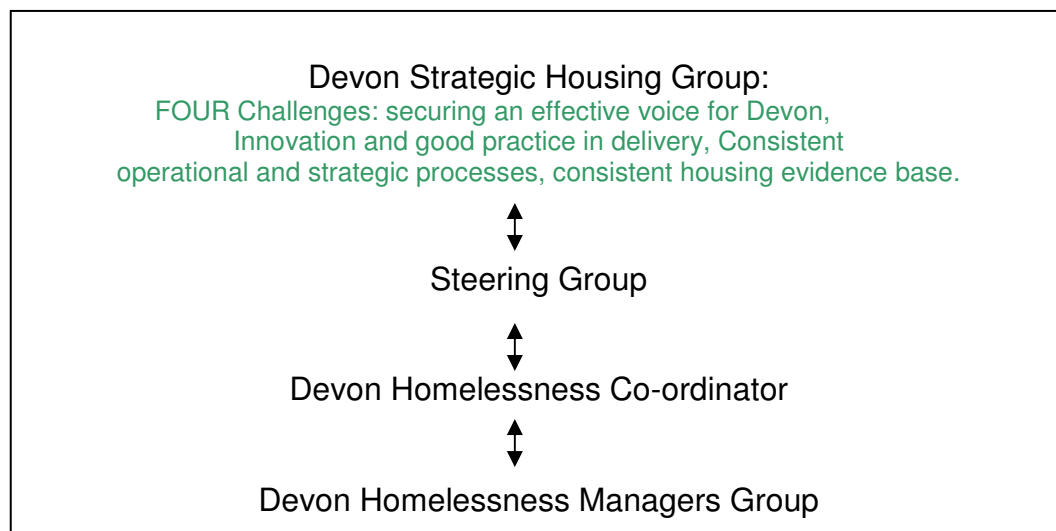 Devon Strategic Housing Group:
FOUR Challenges: securing an effective voice for Devon,
Innovation and good practice in delivery, Consistent
operational and strategic processes, consistent housing evidence base.
Steering Group
Devon Homelessness Co-ordinator
Devon Homelessness Managers Group